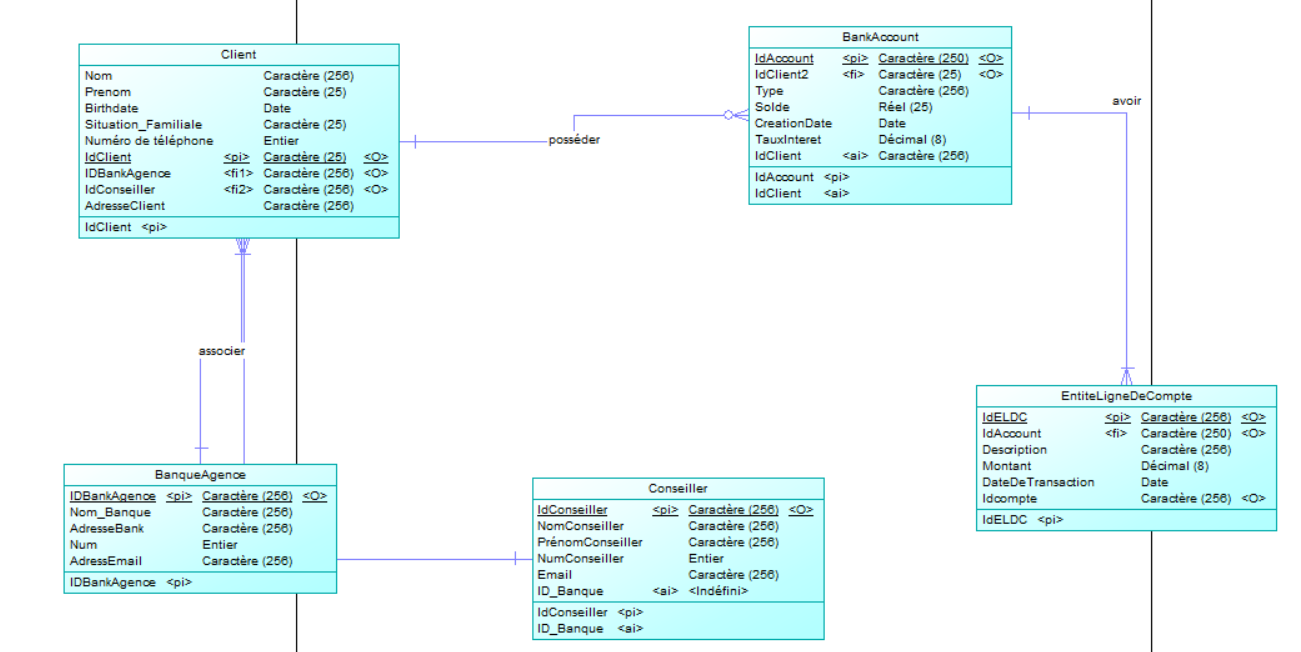 Client
Nom Caractère (256)
Prenom Caractère (25)
Birthdate Date
Situation_Familiale Caractère (25)
Numéro de téléphone Entier
IdClient <pi> Caractère (25) <O>
IDBankAgence <fi1> Caractère (256) <O>
IdConseiller <fi2> Caractère (256) <O>
AdresseClient Caractère (256)
IdClient <pi>
posséder
BankAccount
IdAccount <pi> Caractère (250) <O>
IdClient2 <fi> Caractère (25) <O>
Type Caractère (256)
Solde Réel (25)
CreationDate Date
TauxInteret Décimal (8)
IdClient <ai> Caractère (256)
IdAccount <pi>
IdClient <ai>
avoir
associer
EntiteLigneDeCompte
IdELDC <pi> Caractère (256) <O>
IdAccount <fi> Caractère (250) <O>
Description Caractère (256)
Montant Décimal (8)
DateDeTransaction Date
Idcompte Caractère (256) <O>
IdELDC <pi>
BanqueAgence
IDBankAgence <pi> Caractère (256) <O>
Nom_Banque Caractère (256)
AdresseBank Caractère (256)
Num Entier
AdressEmail Caractère (256)
IDBankAgence <pi>
Conseiller
IdConseiller <pi> Caractère (256) <O>
NomConseiller Caractère (256)
PrénomConseiller Caractère (256)
NumConseiller Entier
Email Caractère (256)
ID_Banque <ai> <Indéfini>
IdConseiller <pi>
ID_Banque <ai>